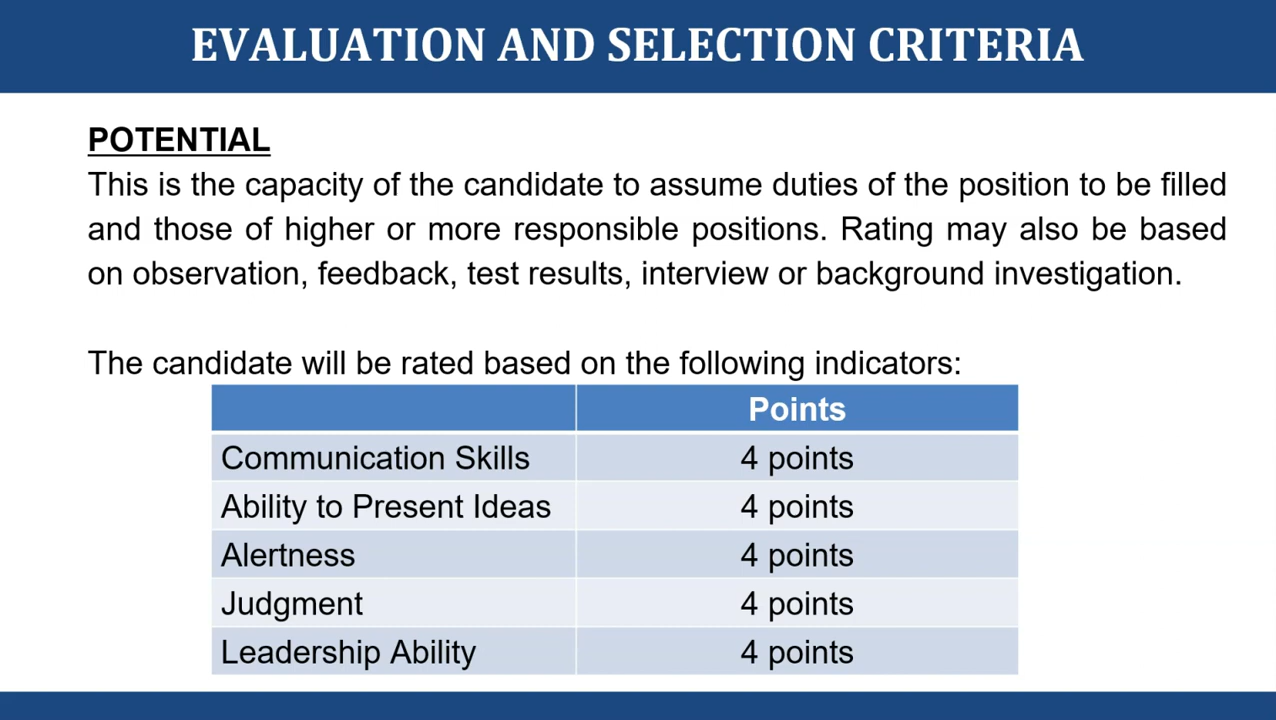 EVALUATION AND SELECTION CRITERIA
POTENTIAL
This is the capacity of the candidate to assume duties of the position to be filled
and those of higher or more responsible positions. Rating may also be based
on observation, feedback, test results, interview or background investigation.
The candidate will be rated based on the following indicators:
Points
Communication Skills 4 points
Ability to Present Ideas 4 points
Alertness 4 points
Judgment 4 points
Leadership Ability 4 points